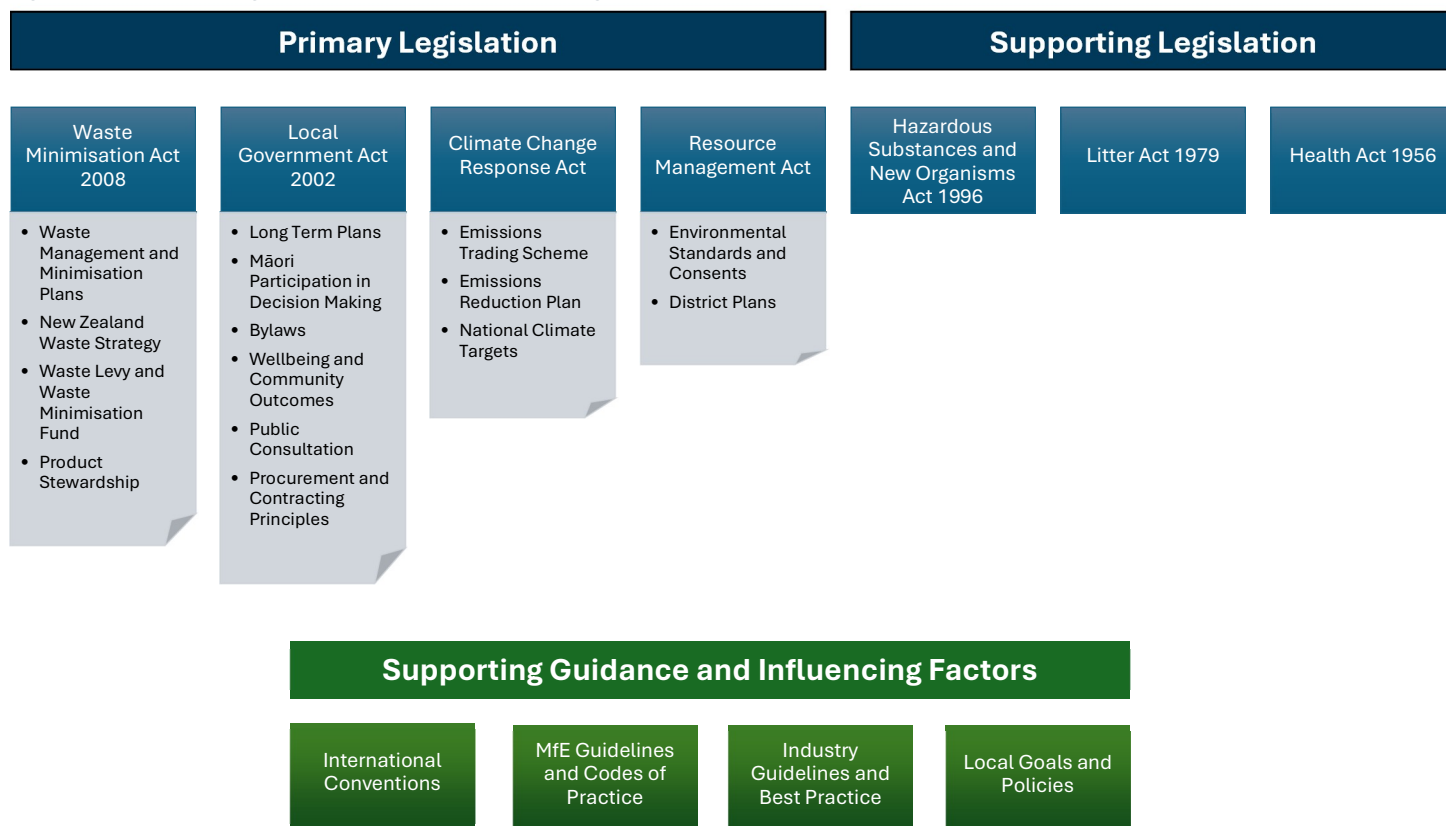 Primary Legislation
Supporting Legislation
Waste
Minimisation Act
2008
Local
Government Act
2002
Climate Change
Response Act
Resource
Management Act
Hazardous
Substances and
New Organisms
Act 1996
Litter Act 1979
Health Act 1956
• Waste
Management and
Minimisation
Plans
• New Zealand
Waste Strategy
• Waste Levy and
Waste
Minimisation
Fund
• Product
Stewardship
• Long Term Plans
• Māori
Participation in
Decision Making
• Bylaws
• Wellbeing and
Community
Outcomes
• Public
Consultation
• Procurement and
Contracting
Principles
• Emissions
Trading Scheme
• Emissions
Reduction Plan
• National Climate
Targets
• Environmental
Standards and
Consents
• District Plans
Supporting Guidance and Influencing Factors
International
Conventions
MfE Guidelines
and Codes of
Practice
Industry
Guidelines and
Best Practice
Local Goals and
Policies